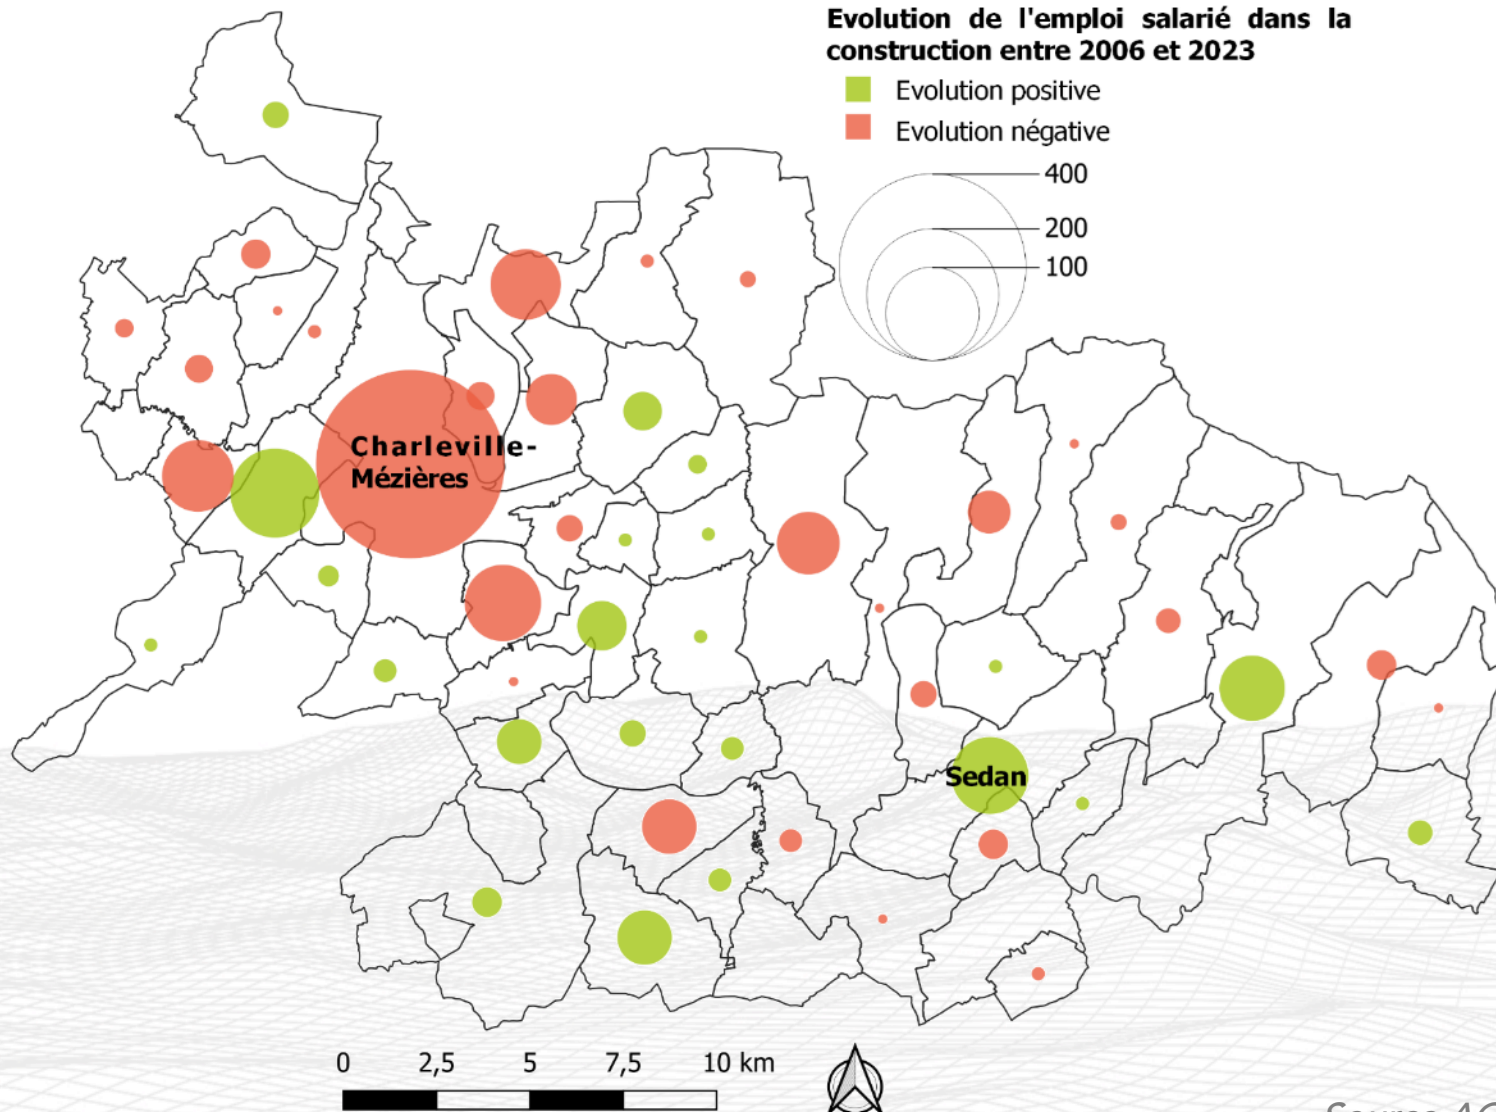 Evolution de l'emploi salarié dans la
construction entre 2006 et 2023
Evolution positive
Evolution négative
400
200
100
Charleville-
Mézières
Sedan
0 2,5 5 7,5 10 km